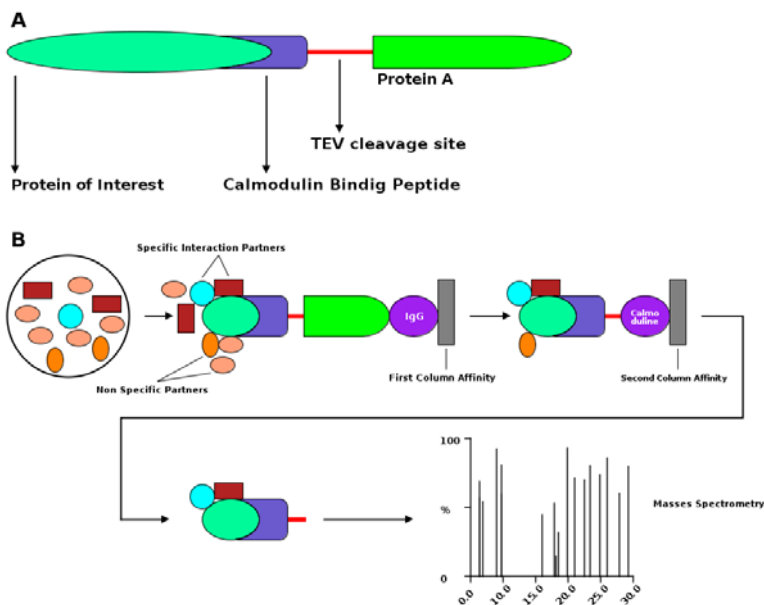 A
Protein A
TEV cleavage site
Protein of Interest
Calmodulin Bindig Peptide
B
Specific Interaction Partners
IgG
Calmo
duline
First Column Affinity
Second Column Affinity
Non Specific Partners
100
%
0
0.0
10.0
15.0
20.0
25.0
30.0
Masses Spectrometry